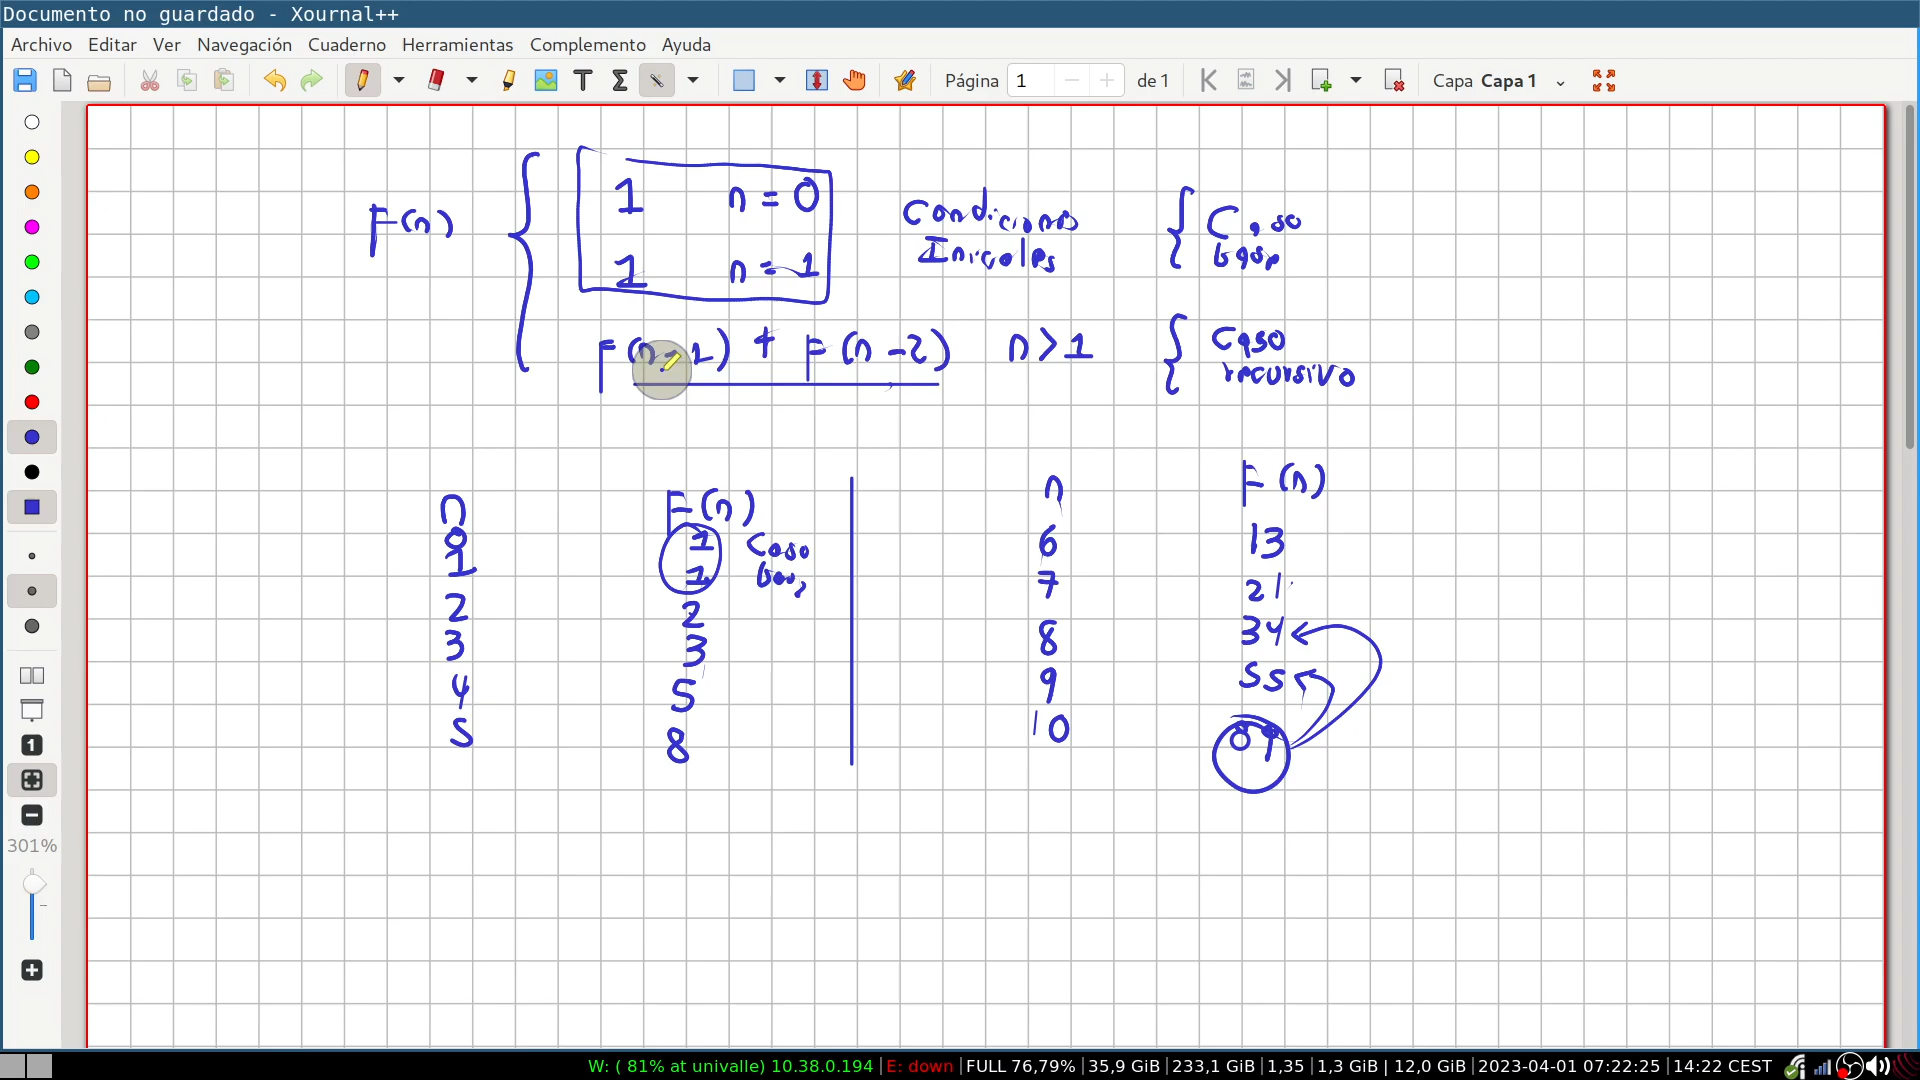 Documento no guardado - Xournal++
Archivo Editar Ver Navegación Cuaderno Herramientas Complemento Ayuda
Página 1 de 1 Capa Capa 1
F(n)
1 n = 0
1 n = 1
F(n-1) + F(n-2) n > 1
Condiciones
Iniciales
Caso
base
Caso
recursivo
n F(n)
0 1 Caso
1 1 base
2 2
3 3
4 5
5 8
n F(n)
6 13
7 21
8 34
9 55
10 89
301%
W: ( 81% at univalle) 10.38.0.194 | E: down | FULL 76,79% | 35,9 GiB | 233,1 GiB | 1,35 | 1,3 GiB | 12,0 GiB | 2023-04-01 07:22:25 | 14:22 CEST